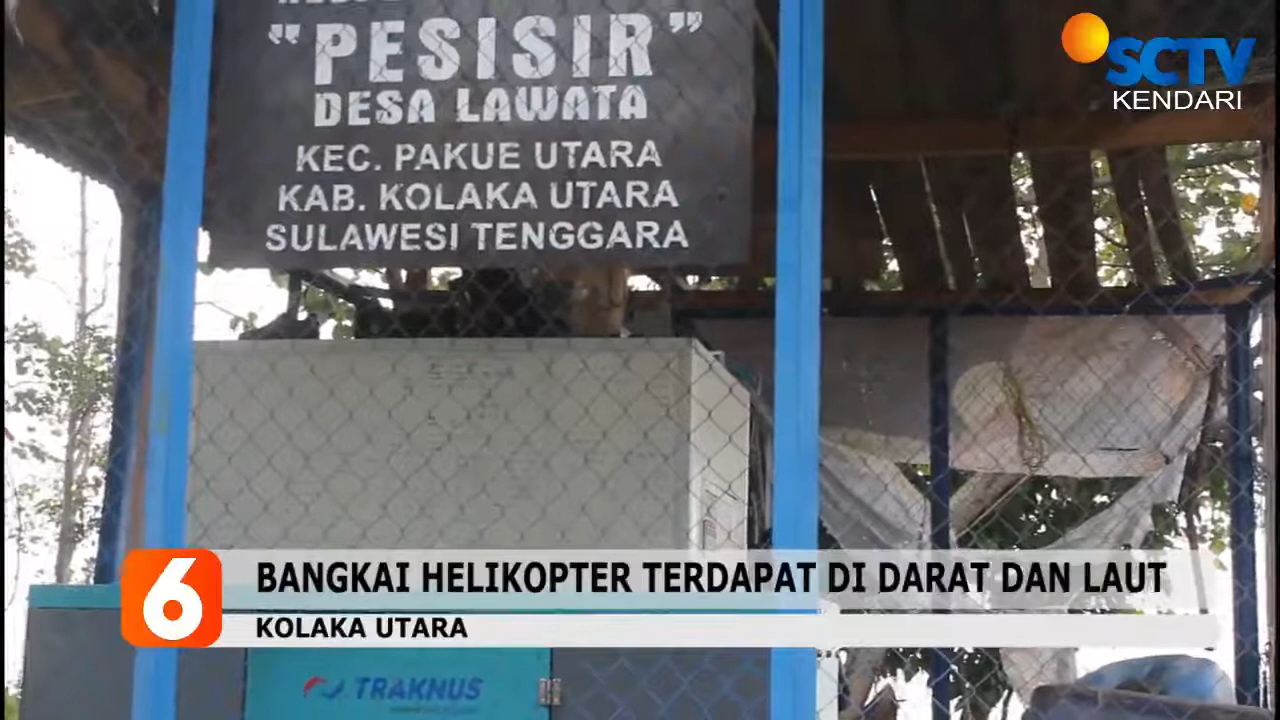 "PESISIR"
DESA LAWATA
KEC. PAKUE UTARA
KAB. KOLAKA UTARA
SULAWESI TENGGARA
SCTV
KENDARI
6
BANGKAI HELIKOPTER TERDAPAT DI DARAT DAN LAUT
KOLAKA UTARA
TRAKNUS